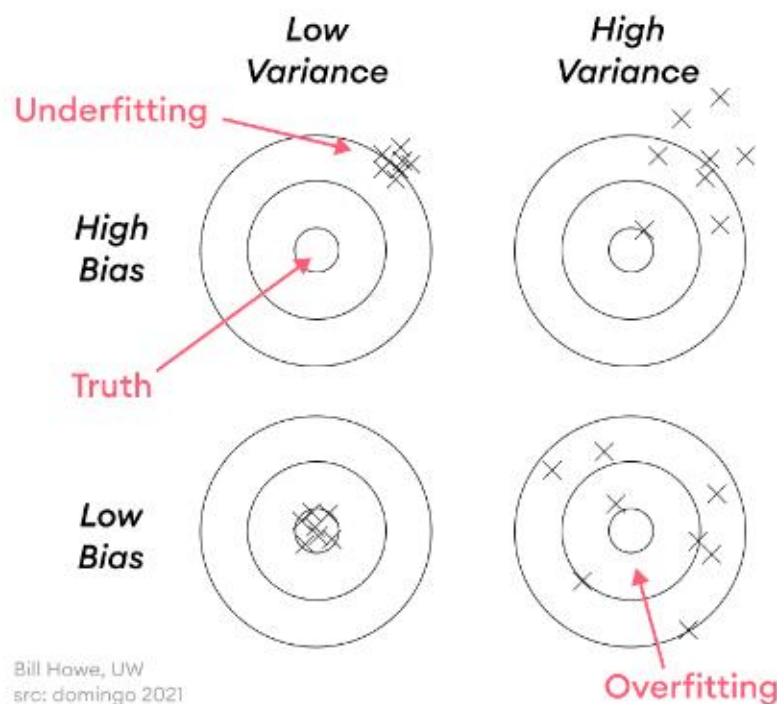 Low
Variance
High
Variance
Underfitting
High
Bias
Truth
Low
Bias
Overfitting
Bill Howe, UW
src: domingo 2021